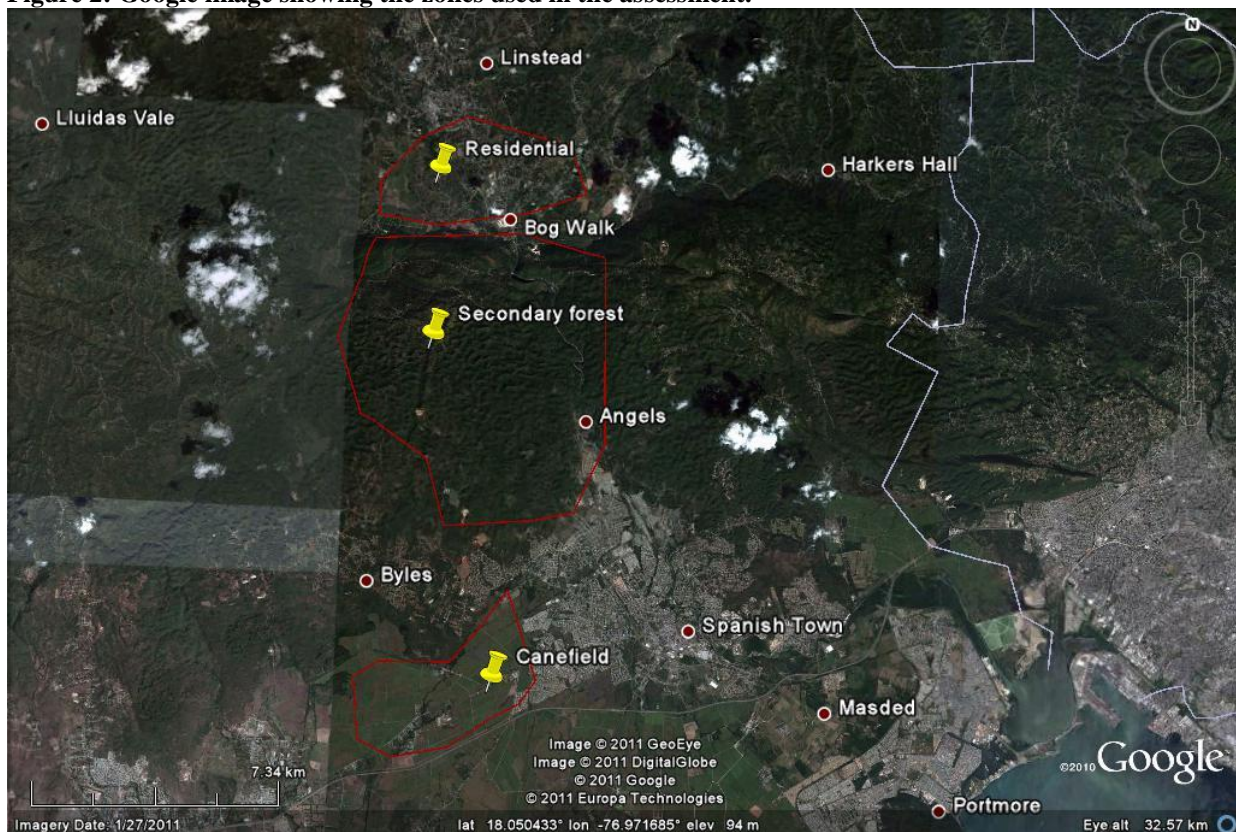 Figure 2: Google image showing the zones used in the assessment.
N
Linstead
Lluidas Vale
Residential
Harkers Hall
Bog Walk
Secondary forest
Angels
Byles
Spanish Town
Canefield
Masded
Image © 2011 GeoEye
Image © 2011 DigitalGlobe
© 2011 Google
© 2011 Europa Technologies
©2010 Google
7.34 km
Portmore
Imagery Date: 1/27/2011 lat 18.050433° lon -76.971685° elev 94 m Eye alt 32.57 km